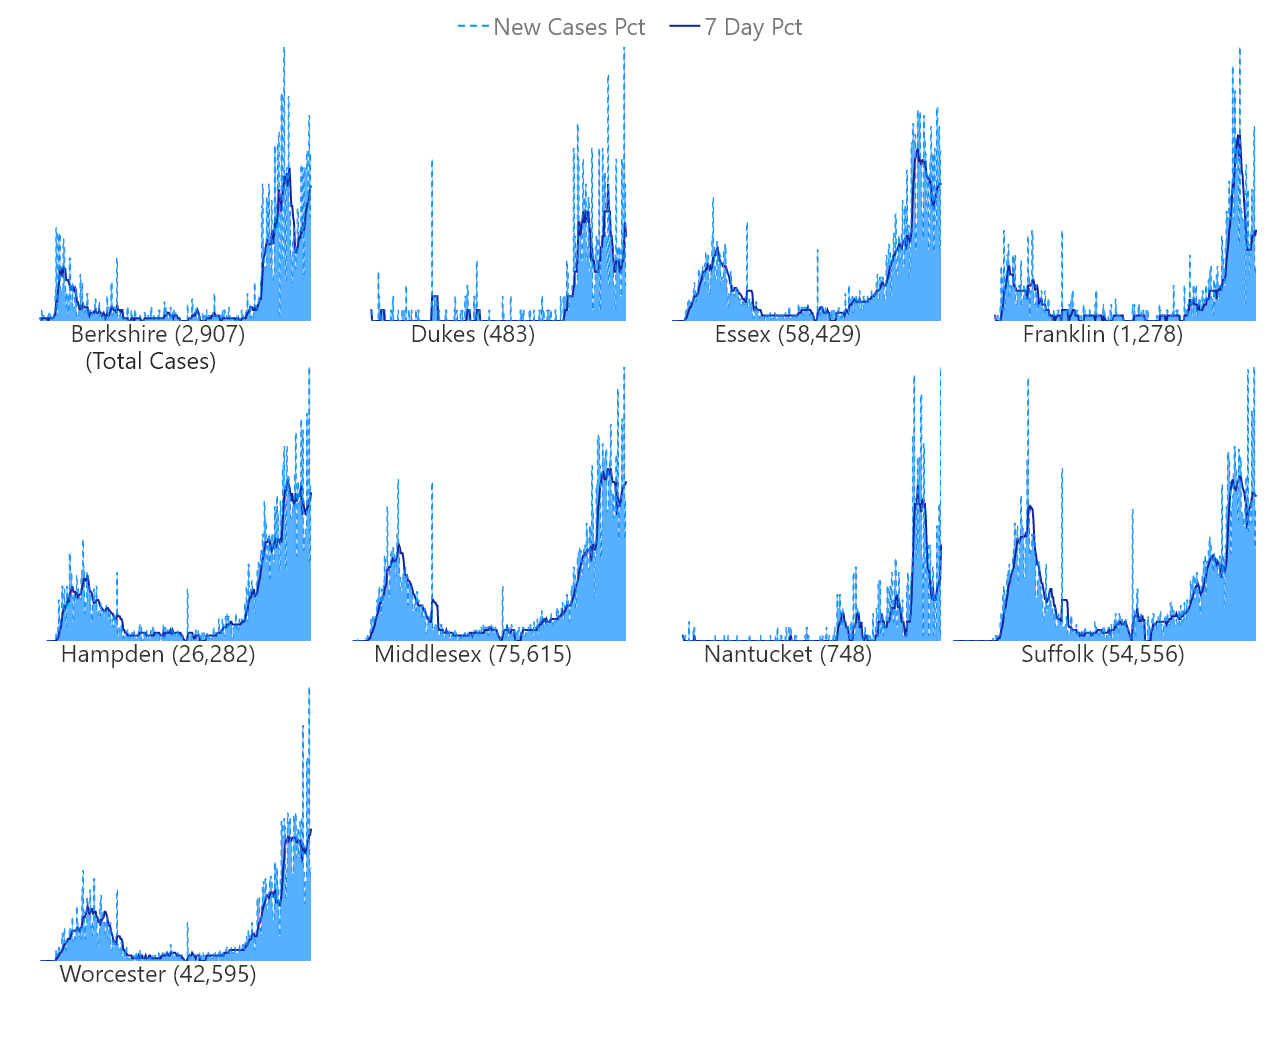 New Cases Pct 7 Day Pct
Berkshire (2,907) Dukes (483) Essex (58,429) Franklin (1,278)
(Total Cases)
Hampden (26,282) Middlesex (75,615) Nantucket (748) Suffolk (54,556)
Worcester (42,595)